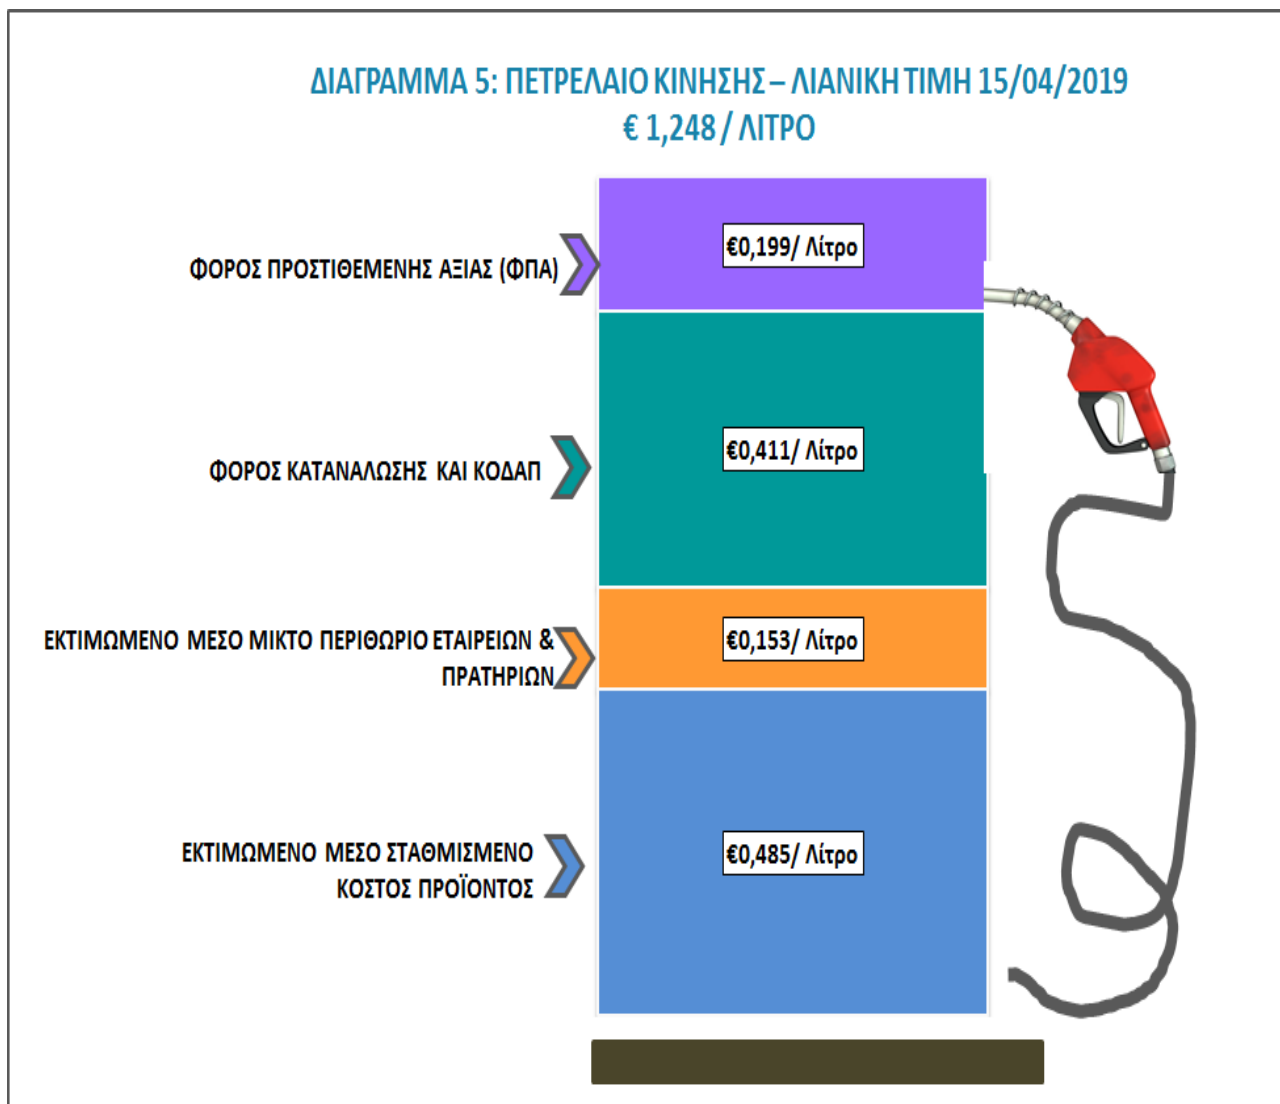 ΔΙΑΓΡΑΜΜΑ 5: ΠΕΤΡΕΛΑΙΟ ΚΙΝΗΣΗΣ – ΛΙΑΝΙΚΗ ΤΙΜΗ 15/04/2019
€ 1,248 / ΛΙΤΡΟ
€0,199/ Λίτρο
ΦΟΡΟΣ ΠΡΟΣΤΙΘΕΜΕΝΗΣ ΑΞΙΑΣ (ΦΠΑ)
€0,411/ Λίτρο
ΦΟΡΟΣ ΚΑΤΑΝΑΛΩΣΗΣ ΚΑΙ ΚΟΔΑΠ
€0,153/ Λίτρο
ΕΚΤΙΜΩΜΕΝΟ ΜΕΣΟ ΜΙΚΤΟ ΠΕΡΙΘΩΡΙΟ ΕΤΑΙΡΕΙΩΝ &
ΠΡΑΤΗΡΙΩΝ
€0,485/ Λίτρο
ΕΚΤΙΜΩΜΕΝΟ ΜΕΣΟ ΣΤΑΘΜΙΣΜΕΝΟ
ΚΟΣΤΟΣ ΠΡΟΪΟΝΤΟΣ